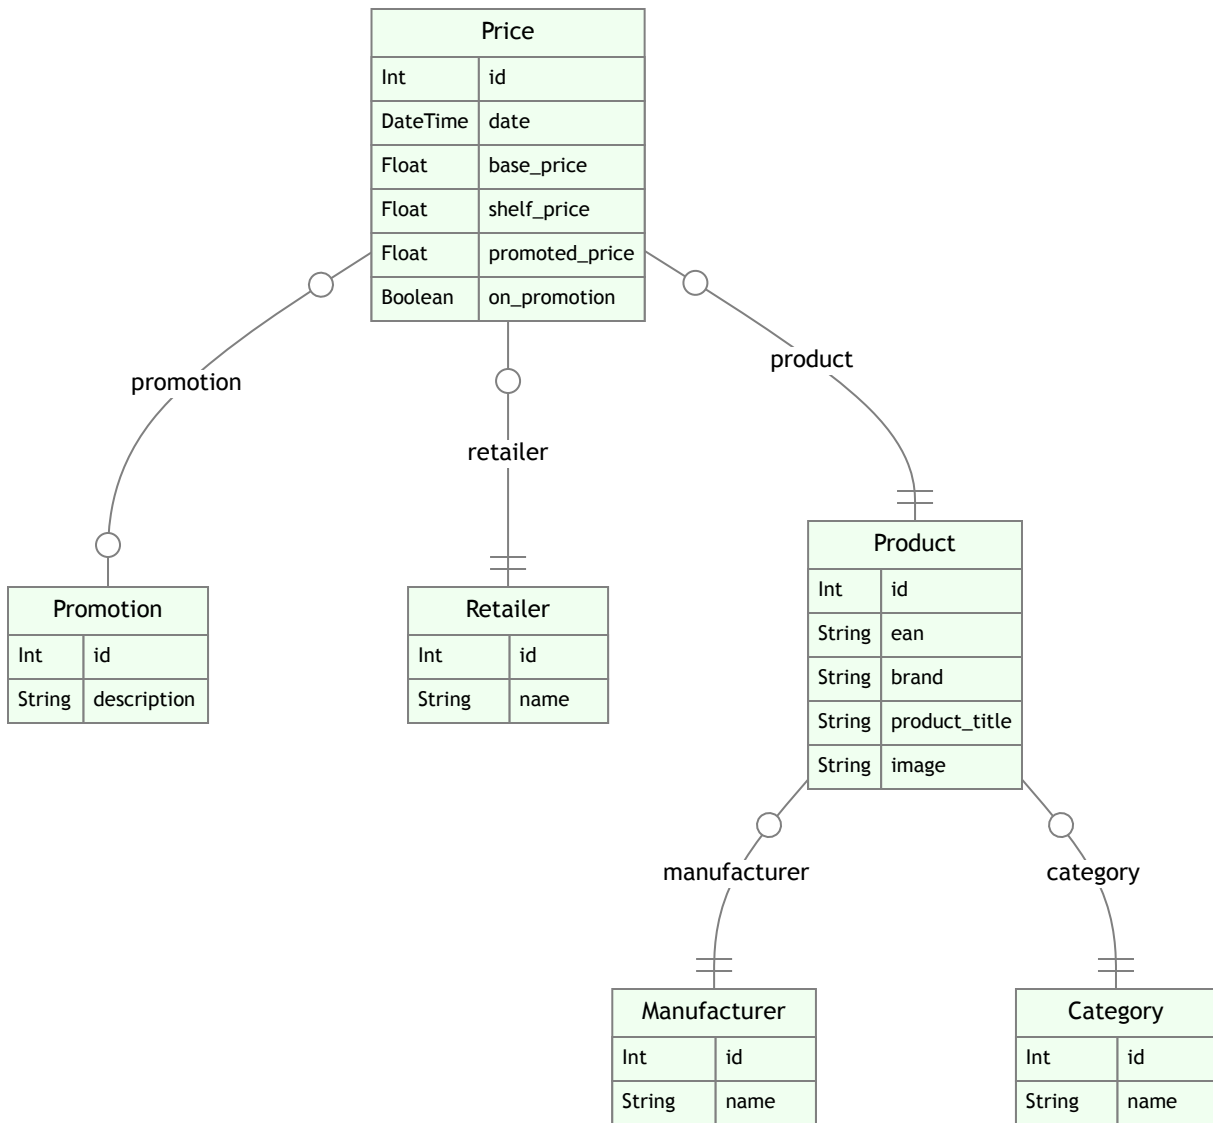 Price
Int id
DateTime date
Float base_price
Float shelf_price
Float promoted_price
Boolean on_promotion
product
promotion
retailer
Product
Int id
String ean
String brand
String product_title
String image
Promotion
Int id
String description
Retailer
Int id
String name
manufacturer
category
Manufacturer
Int id
String name
Category
Int id
String name